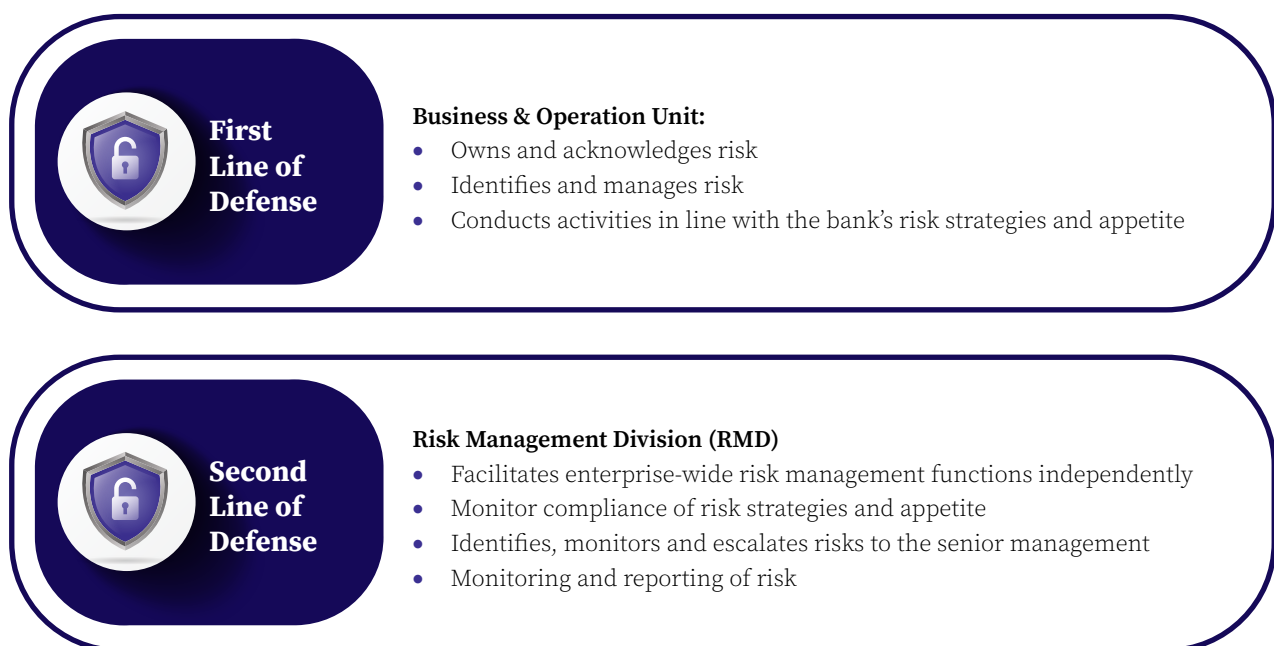 First
Line of
Defense
Business & Operation Unit:
• Owns and acknowledges risk
• Identifies and manages risk
• Conducts activities in line with the bank’s risk strategies and appetite
Second
Line of
Defense
Risk Management Division (RMD)
• Facilitates enterprise-wide risk management functions independently
• Monitor compliance of risk strategies and appetite
• Identifies, monitors and escalates risks to the senior management
• Monitoring and reporting of risk